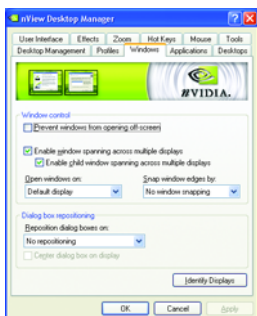 nView Desktop Manager
User Interface Effects Zoom Hot Keys Mouse Tools
Desktop Management Profiles Windows Applications Desktops
NVIDIA.
Window control
Prevent windows from opening off-screen
Enable window spanning across multiple displays
Enable child window spanning across multiple displays
Open windows on: Snap window edges by:
Default display No window snapping
Dialog box repositioning
Reposition dialog boxes on:
No repositioning
Center dialog box on display
Identify Displays
OK Cancel Apply